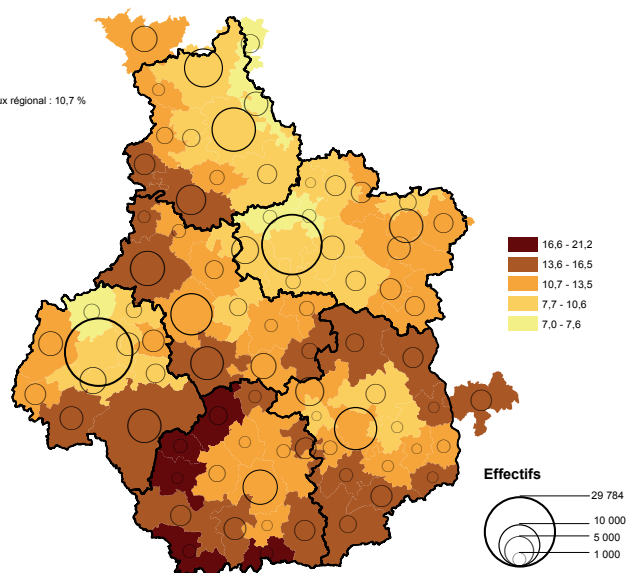 ux régional : 10,7 %
16,6 - 21,2
13,6 - 16,5
10,7 - 13,5
7,7 - 10,6
7,0 - 7,6
Effectifs
29 784
10 000
5 000
1 000